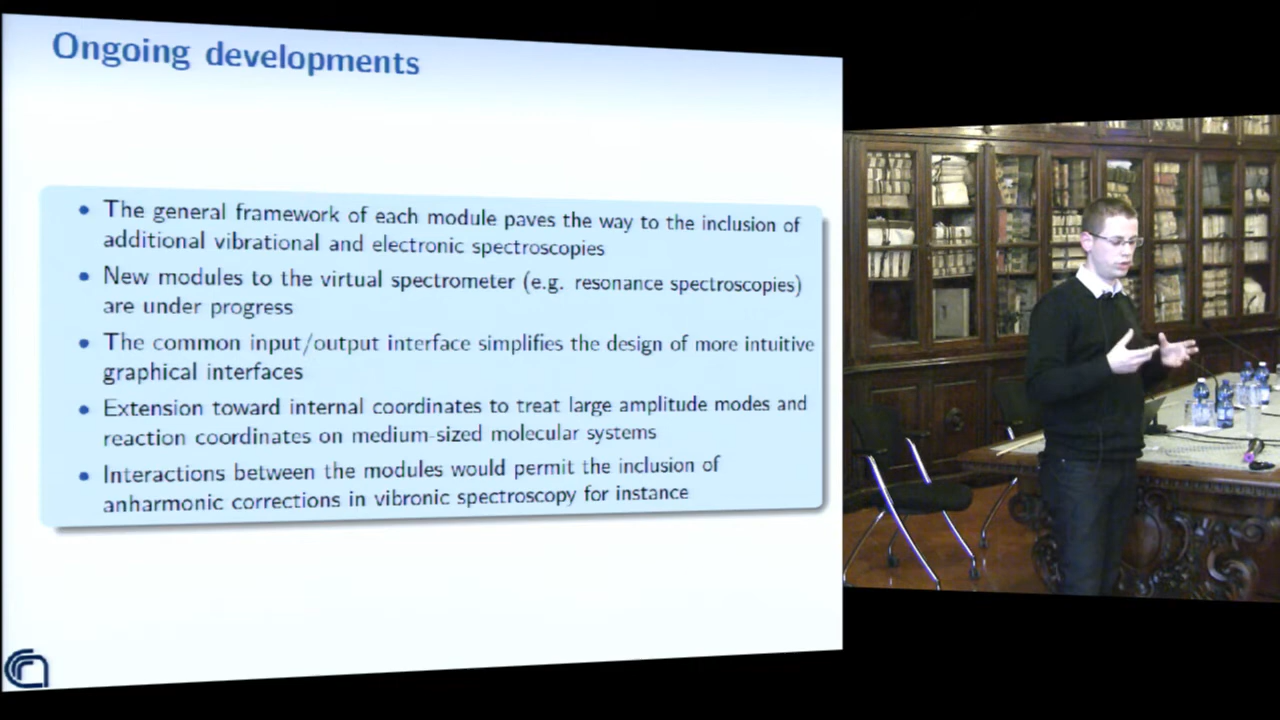 Ongoing developments
The general framework of each module paves the way to the inclusion of
additional vibrational and electronic spectroscopies
New modules to the virtual spectrometer (e.g. resonance spectroscopies)
are under progress
The common input/output interface simplifies the design of more intuitive
graphical interfaces
Extension toward internal coordinates to treat large amplitude modes and
reaction coordinates on medium-sized molecular systems
Interactions between the modules would permit the inclusion of
anharmonic corrections in vibronic spectroscopy for instance